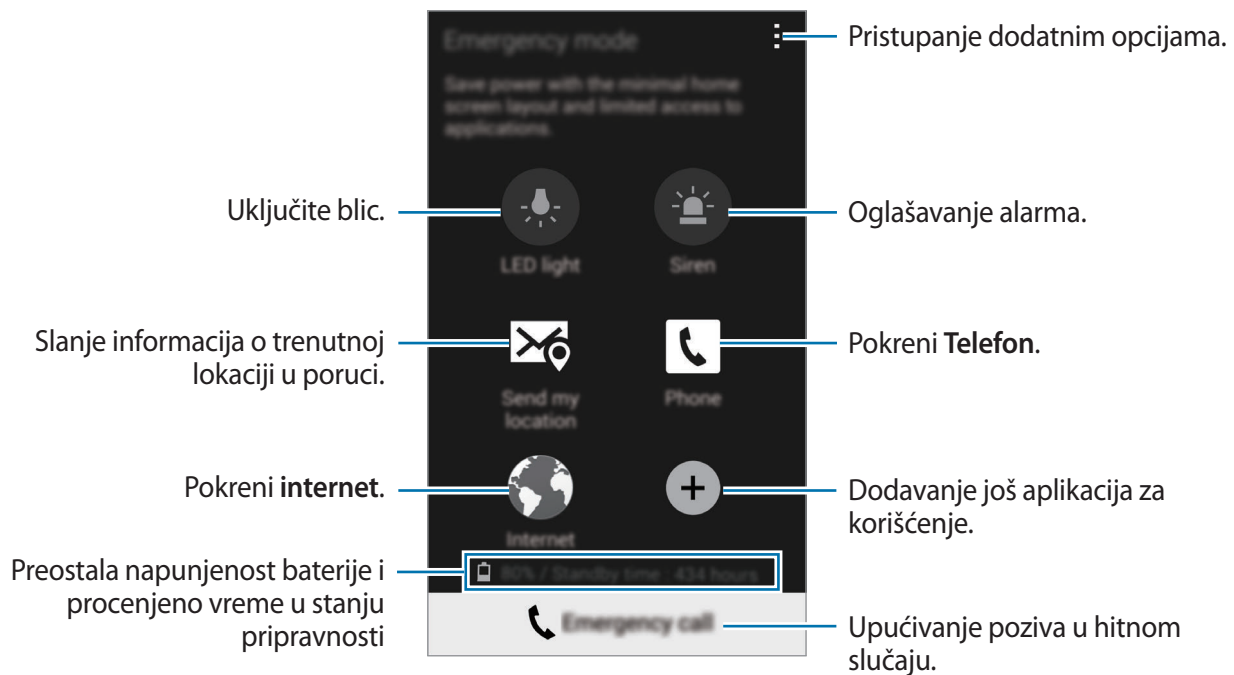 Emergency mode
Pristupanje dodatnim opcijama.
Save power with the minimal home
screen layout and limited access to
applications.
Uključite blic.
Oglašavanje alarma.
LED light
Siren
Slanje informacija o trenutnoj
lokaciji u poruci.
Pokreni Telefon.
Send my
location
Phone
Pokreni internet.
Dodavanje još aplikacija za
korišćenje.
Internet
Preostala napunjenost baterije i
procenjeno vreme u stanju
pripravnosti
80% / Standby time : 434 hours
Emergency call
Upućivanje poziva u hitnom
slučaju.